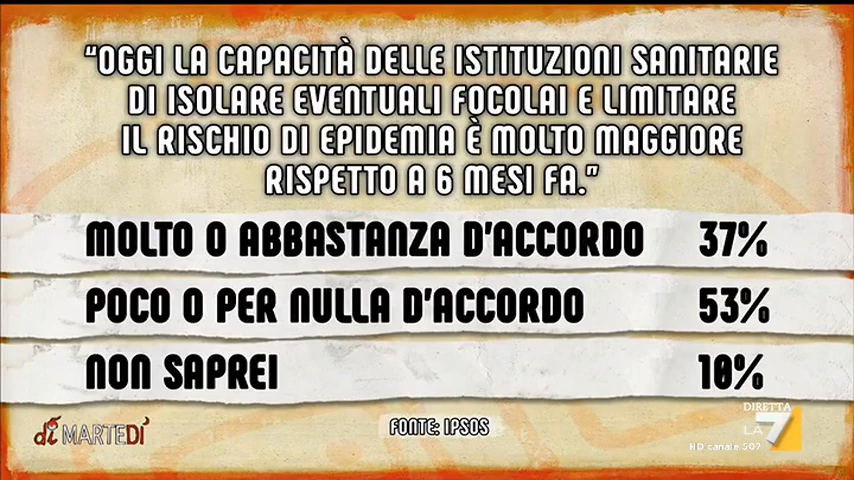 “OGGI LA CAPACITÀ DELLE ISTITUZIONI SANITARIE
DI ISOLARE EVENTUALI FOCOLAI E LIMITARE
IL RISCHIO DI EPIDEMIA È MOLTO MAGGIORE
RISPETTO A 6 MESI FA.”
MOLTO O ABBASTANZA D'ACCORDO 37%
POCO O PER NULLA D'ACCORDO 53%
NON SAPREI 10%
di MARTEDÌ
FONTE: IPSOS
DIRETTA
LA 7
HD canale 507